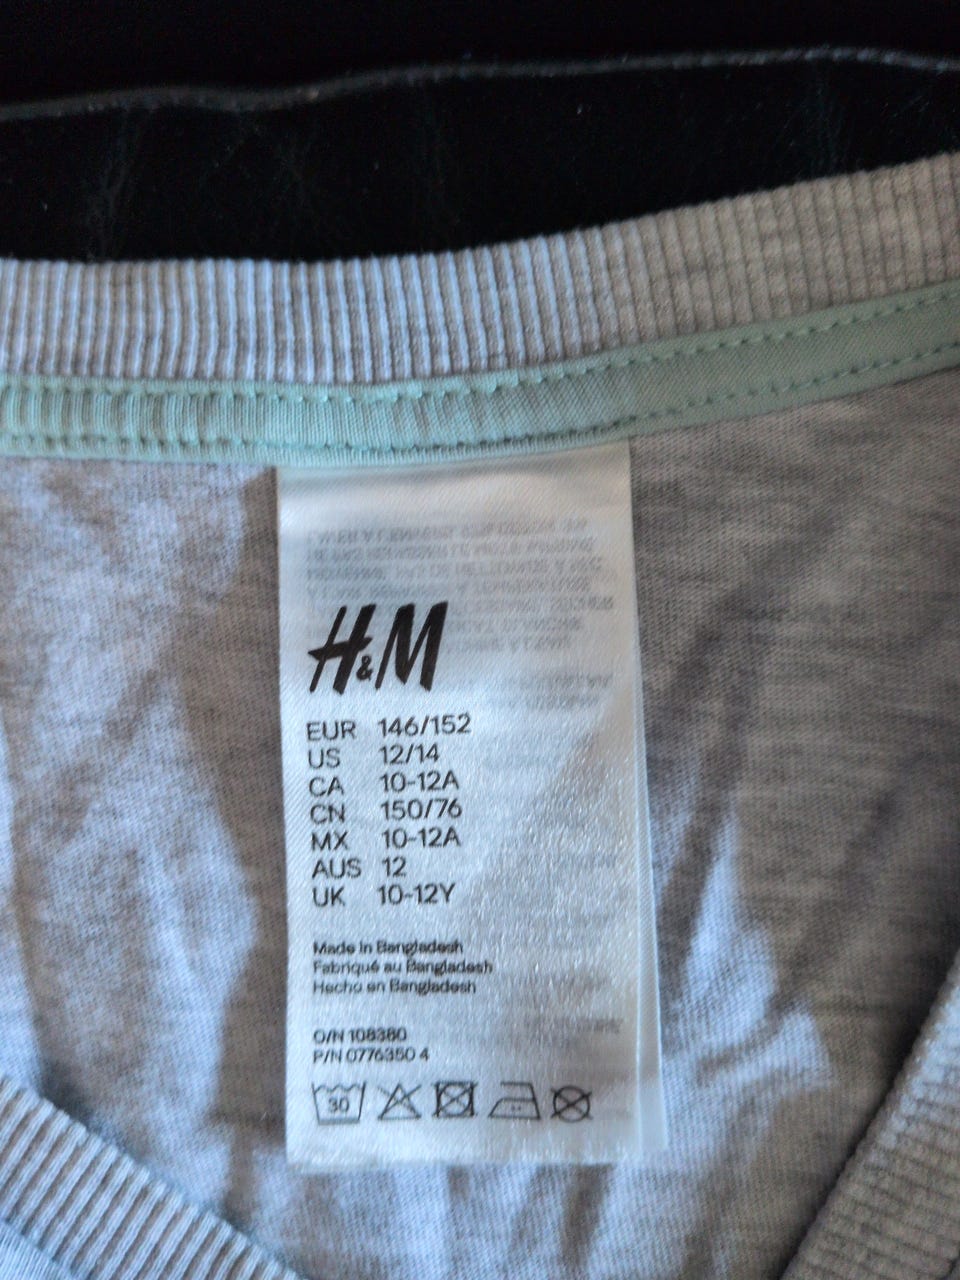 H&M
EUR 146/152
US 12/14
CA 10-12A
CN 150/76
MX 10-12A
AUS 12
UK 10-12Y
Made in Bangladesh
Fabriqué au Bangladesh
Hecho en Bangladesh
O/N 108380
P/N 0776350 4
30